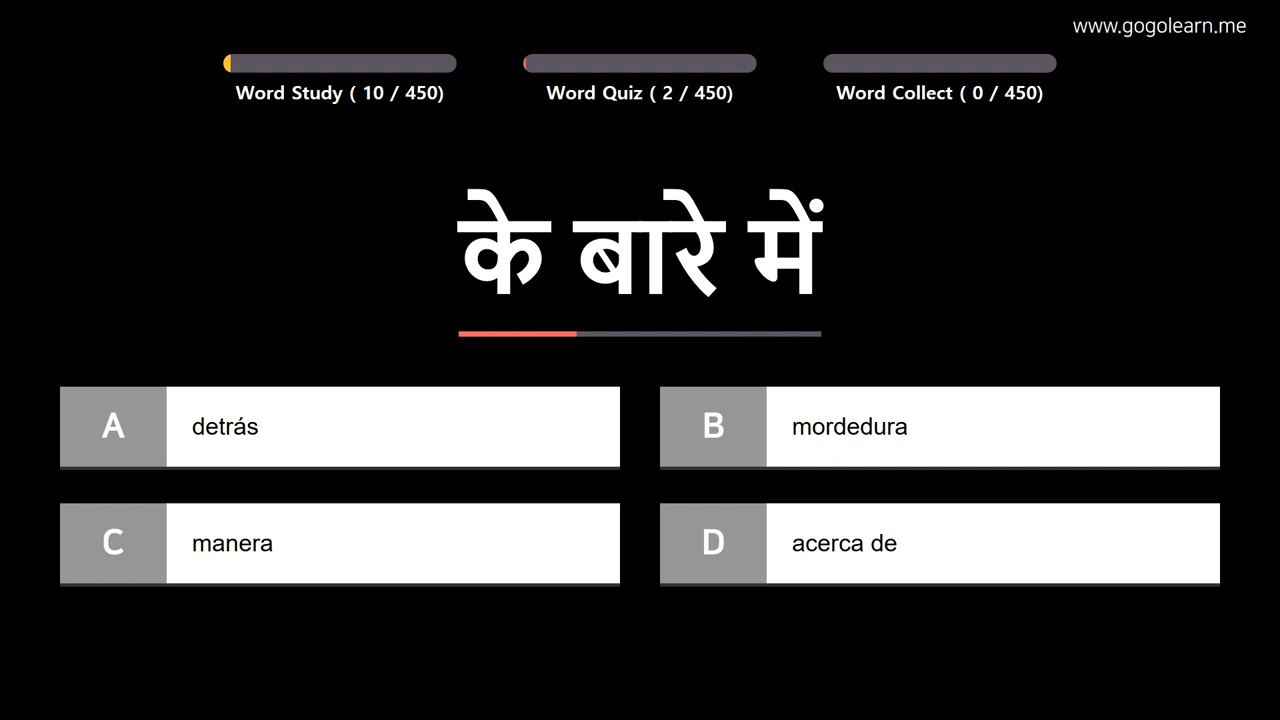 www.gogolearn.me
Word Study ( 10 / 450)
Word Quiz ( 2 / 450)
Word Collect ( 0 / 450)
के बारे में
A detrás
B mordedura
C manera
D acerca de